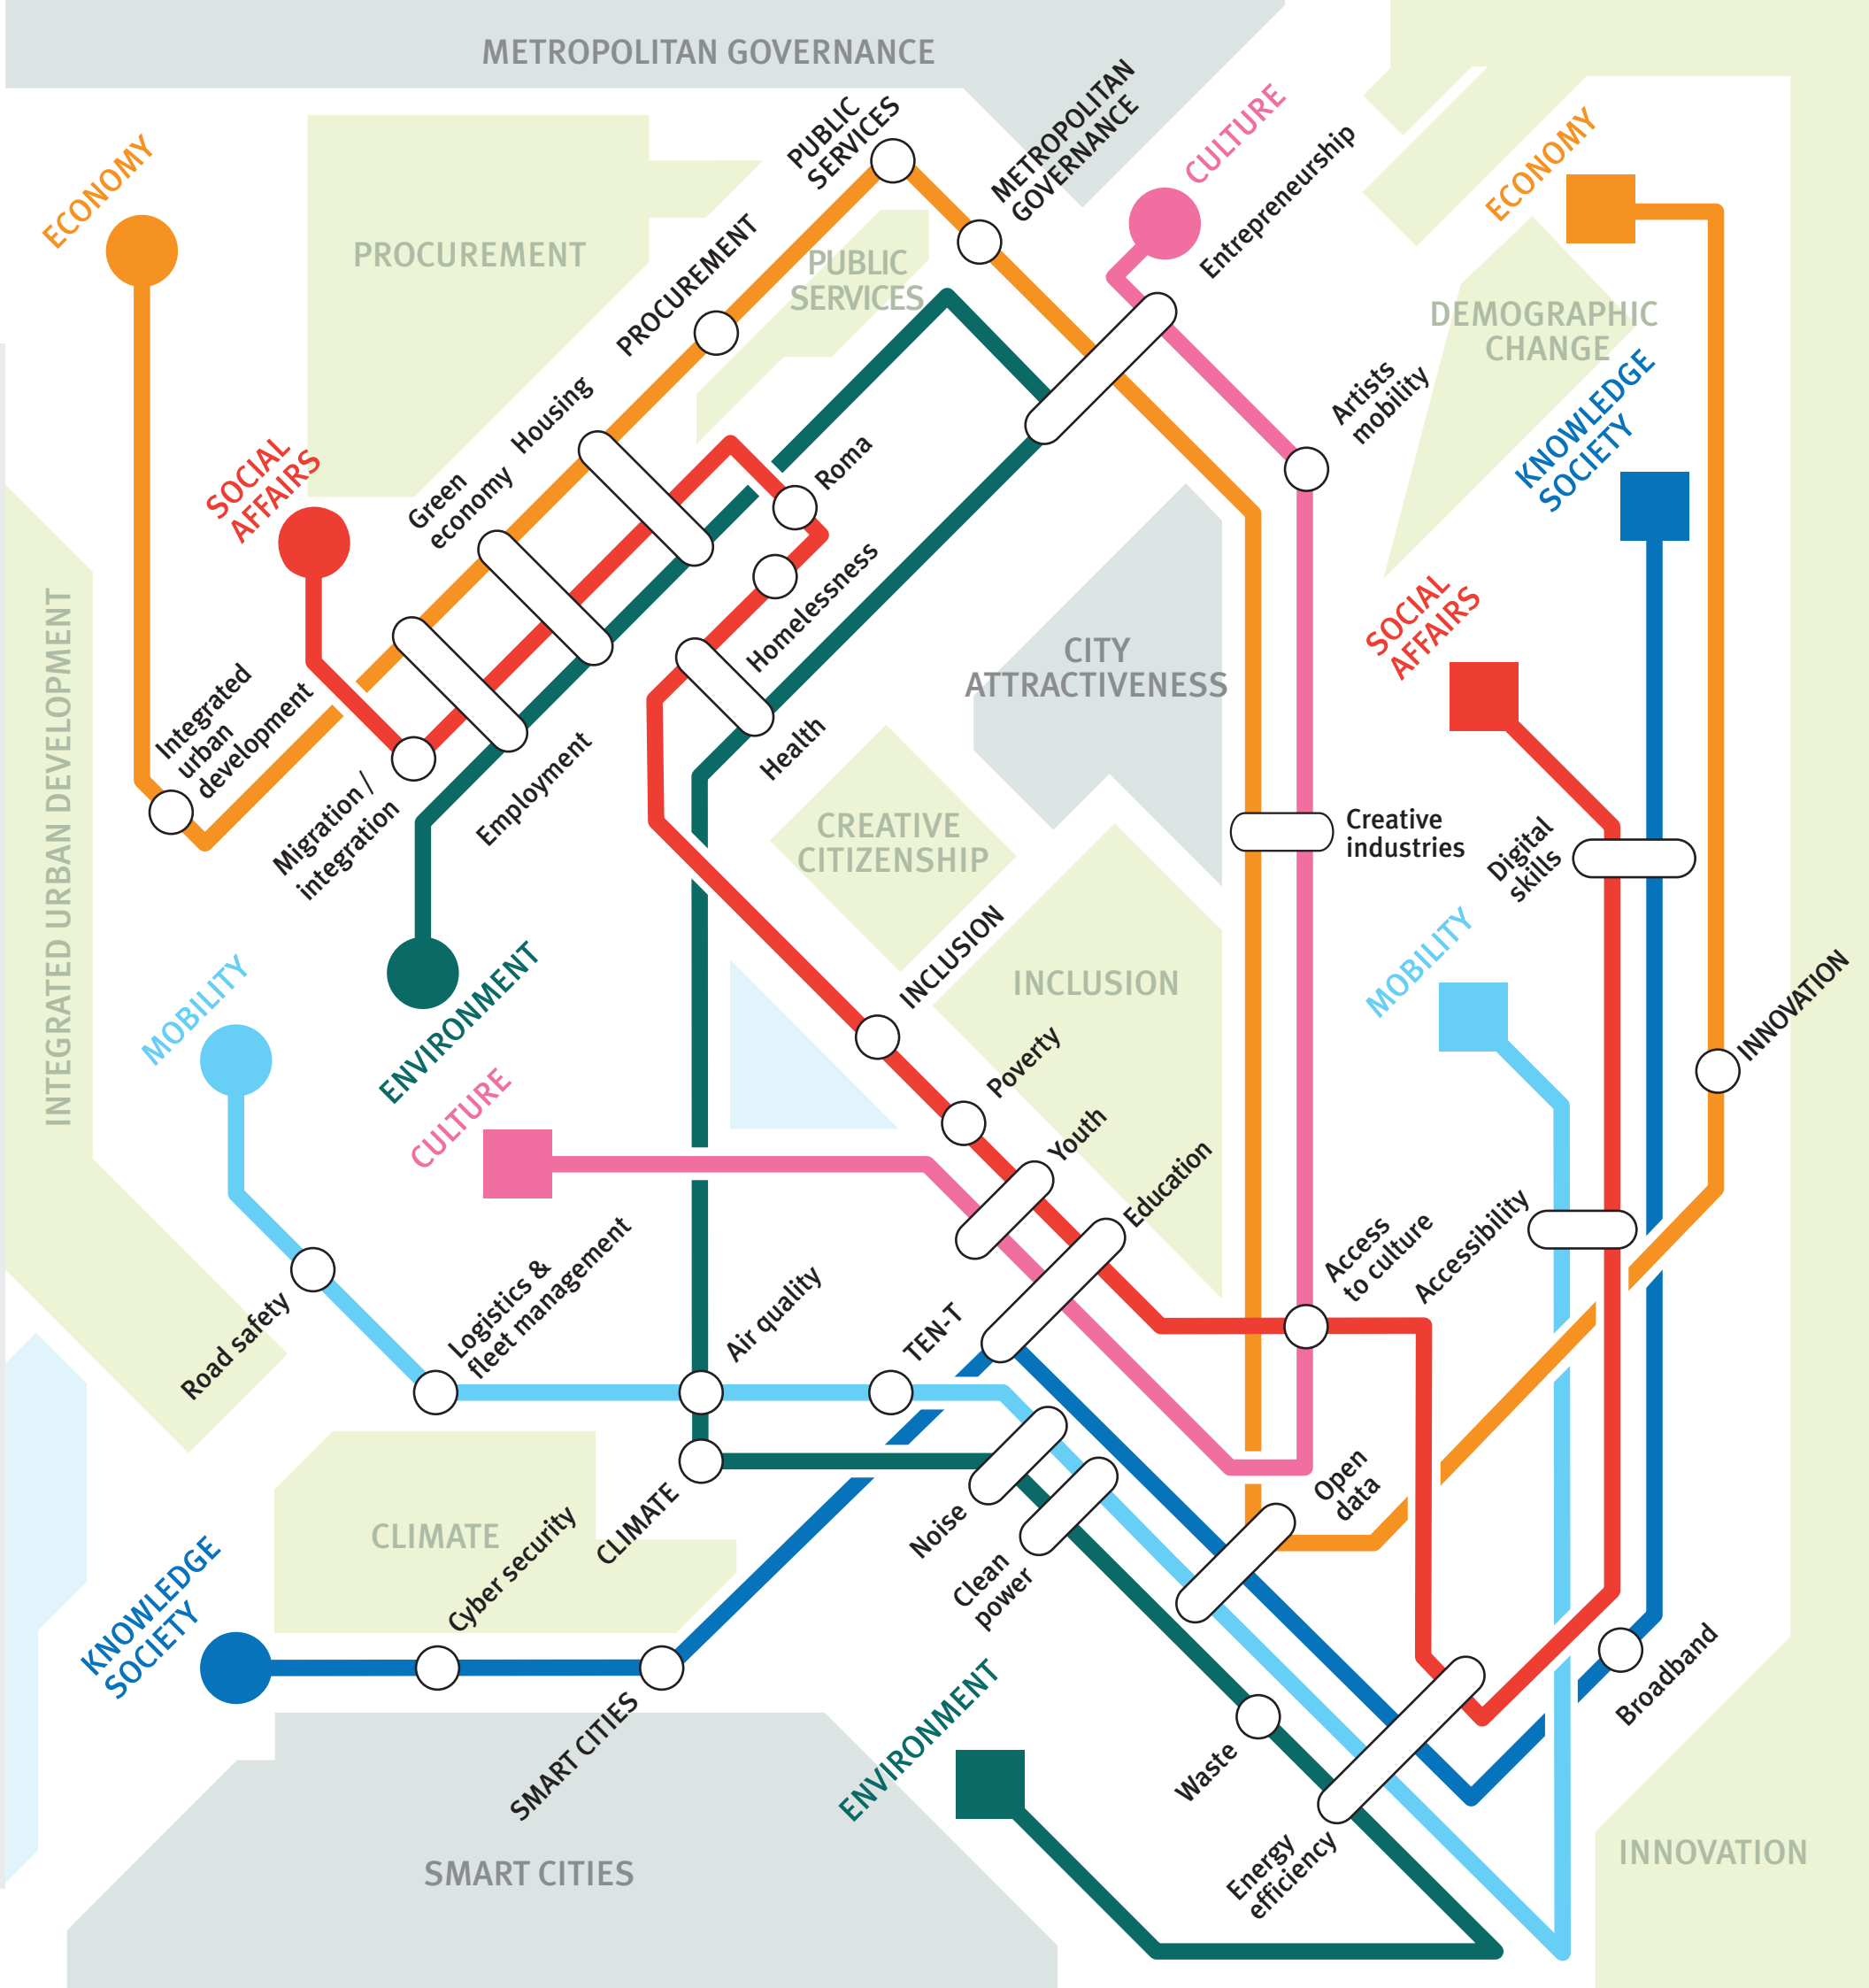 METROPOLITAN GOVERNANCE
ECONOMY
PROCUREMENT
PUBLIC
SERVICES
METROPOLITAN
GOVERNANCE
CULTURE
Entrepreneurship
ECONOMY
PROCUREMENT
PUBLIC
SERVICES
DEMOGRAPHIC
CHANGE
Housing
Green
economy
SOCIAL
AFFAIRS
Roma
Artists
mobility
KNOWLEDGE
SOCIETY
Homelessness
CITY
ATTRACTIVENESS
SOCIAL
AFFAIRS
INTEGRATED URBAN DEVELOPMENT
Integrated
urban
development
Migration /
integration
Employment
Health
CREATIVE
CITIZENSHIP
Creative
industries
Digital
skills
MOBILITY
ENVIRONMENT
INCLUSION
INCLUSION
MOBILITY
INNOVATION
CULTURE
Poverty
Youth
Education
Road safety
Logistics &
fleet management
Air quality
TEN-T
Access
to culture
Accessibility
CLIMATE
Cyber security
CLIMATE
Noise
Clean
power
Open
data
KNOWLEDGE
SOCIETY
SMART CITIES
ENVIRONMENT
Waste
Broadband
SMART CITIES
Energy
efficiency
INNOVATION